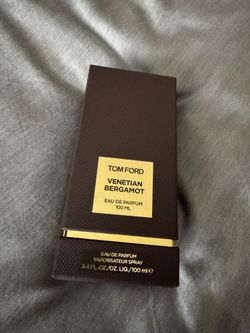 TOM FORD
VENETIAN
BERGAMOT
EAU DE PARFUM
100 ML
EAU DE PARFUM
VAPORISATEUR SPRAY
3.4 FL.OZ./OZ. LIQ./100 ml ℮